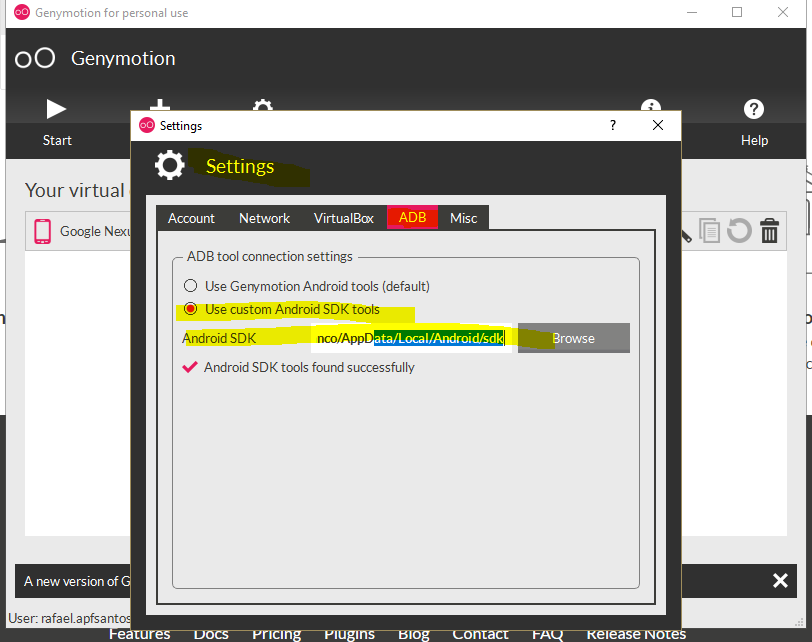 Genymotion for personal use
Genymotion
Start
Help
Settings
?
Settings
Your virtual
Account Network VirtualBox ADB Misc
Google Nexu
ADB tool connection settings
Use Genymotion Android tools (default)
Use custom Android SDK tools
Android SDK nco/AppData/Local/Android/sdk Browse
Android SDK tools found successfully
A new version of G
User: rafael.apfsantos
Features Docs Pricing Plugins Blog Contact FAQ Release Notes